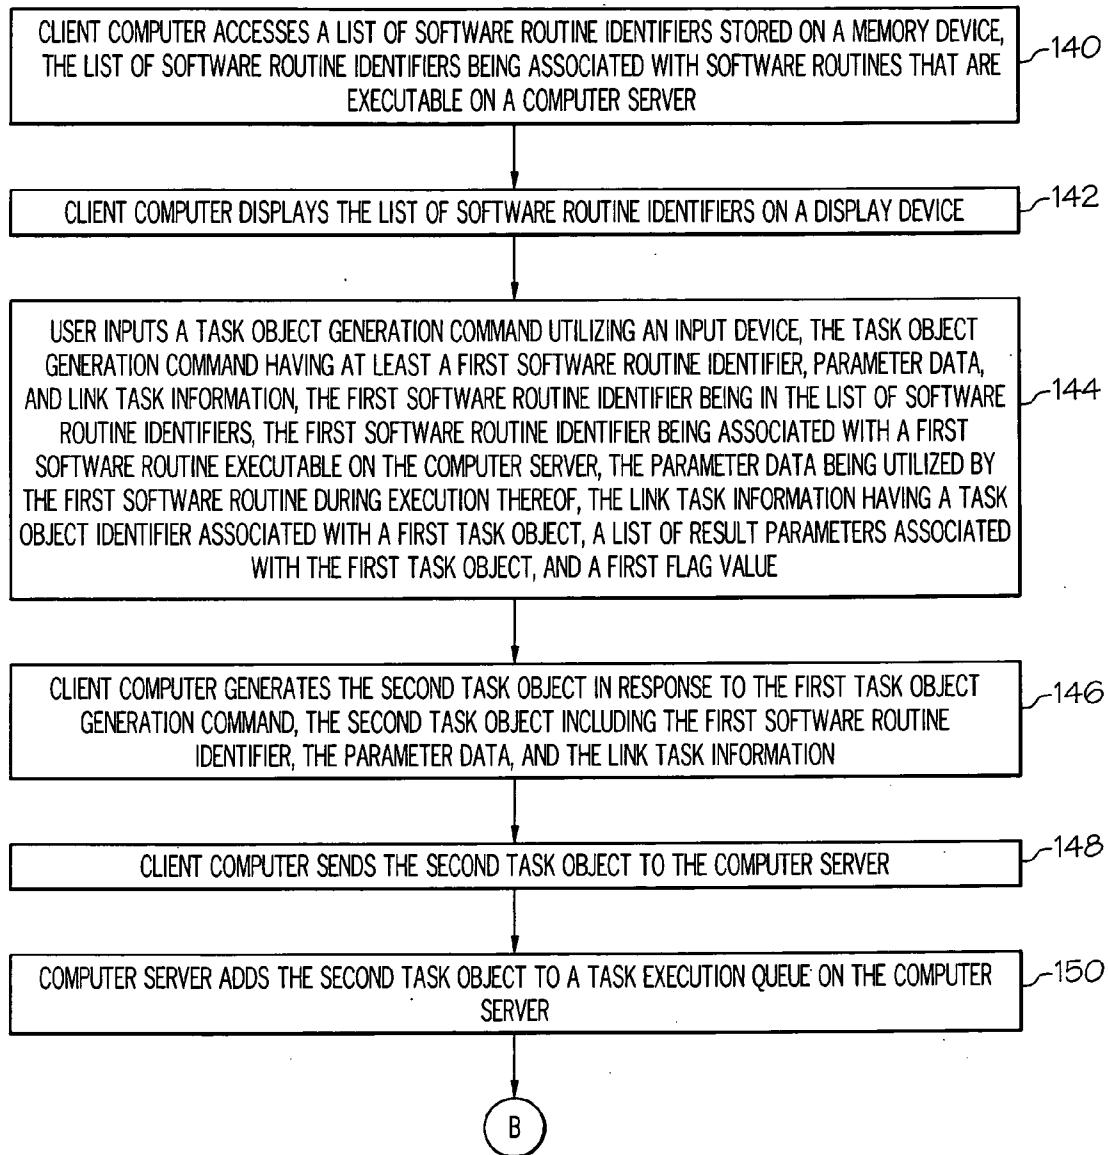 CLIENT COMPUTER ACCESSES A LIST OF SOFTWARE ROUTINE IDENTIFIERS STORED ON A MEMORY DEVICE,
THE LIST OF SOFTWARE ROUTINE IDENTIFIERS BEING ASSOCIATED WITH SOFTWARE ROUTINES THAT ARE
EXECUTABLE ON A COMPUTER SERVER
140
CLIENT COMPUTER DISPLAYS THE LIST OF SOFTWARE ROUTINE IDENTIFIERS ON A DISPLAY DEVICE
142
USER INPUTS A TASK OBJECT GENERATION COMMAND UTILIZING AN INPUT DEVICE, THE TASK OBJECT
GENERATION COMMAND HAVING AT LEAST A FIRST SOFTWARE ROUTINE IDENTIFIER, PARAMETER DATA,
AND LINK TASK INFORMATION, THE FIRST SOFTWARE ROUTINE IDENTIFIER BEING IN THE LIST OF SOFTWARE
ROUTINE IDENTIFIERS, THE FIRST SOFTWARE ROUTINE IDENTIFIER BEING ASSOCIATED WITH A FIRST
SOFTWARE ROUTINE EXECUTABLE ON THE COMPUTER SERVER, THE PARAMETER DATA BEING UTILIZED BY
THE FIRST SOFTWARE ROUTINE DURING EXECUTION THEREOF, THE LINK TASK INFORMATION HAVING A TASK
OBJECT IDENTIFIER ASSOCIATED WITH A FIRST TASK OBJECT, A LIST OF RESULT PARAMETERS ASSOCIATED
WITH THE FIRST TASK OBJECT, AND A FIRST FLAG VALUE
144
CLIENT COMPUTER GENERATES THE SECOND TASK OBJECT IN RESPONSE TO THE FIRST TASK OBJECT
GENERATION COMMAND, THE SECOND TASK OBJECT INCLUDING THE FIRST SOFTWARE ROUTINE
IDENTIFIER, THE PARAMETER DATA, AND THE LINK TASK INFORMATION
146
CLIENT COMPUTER SENDS THE SECOND TASK OBJECT TO THE COMPUTER SERVER
148
COMPUTER SERVER ADDS THE SECOND TASK OBJECT TO A TASK EXECUTION QUEUE ON THE COMPUTER
SERVER
150
B